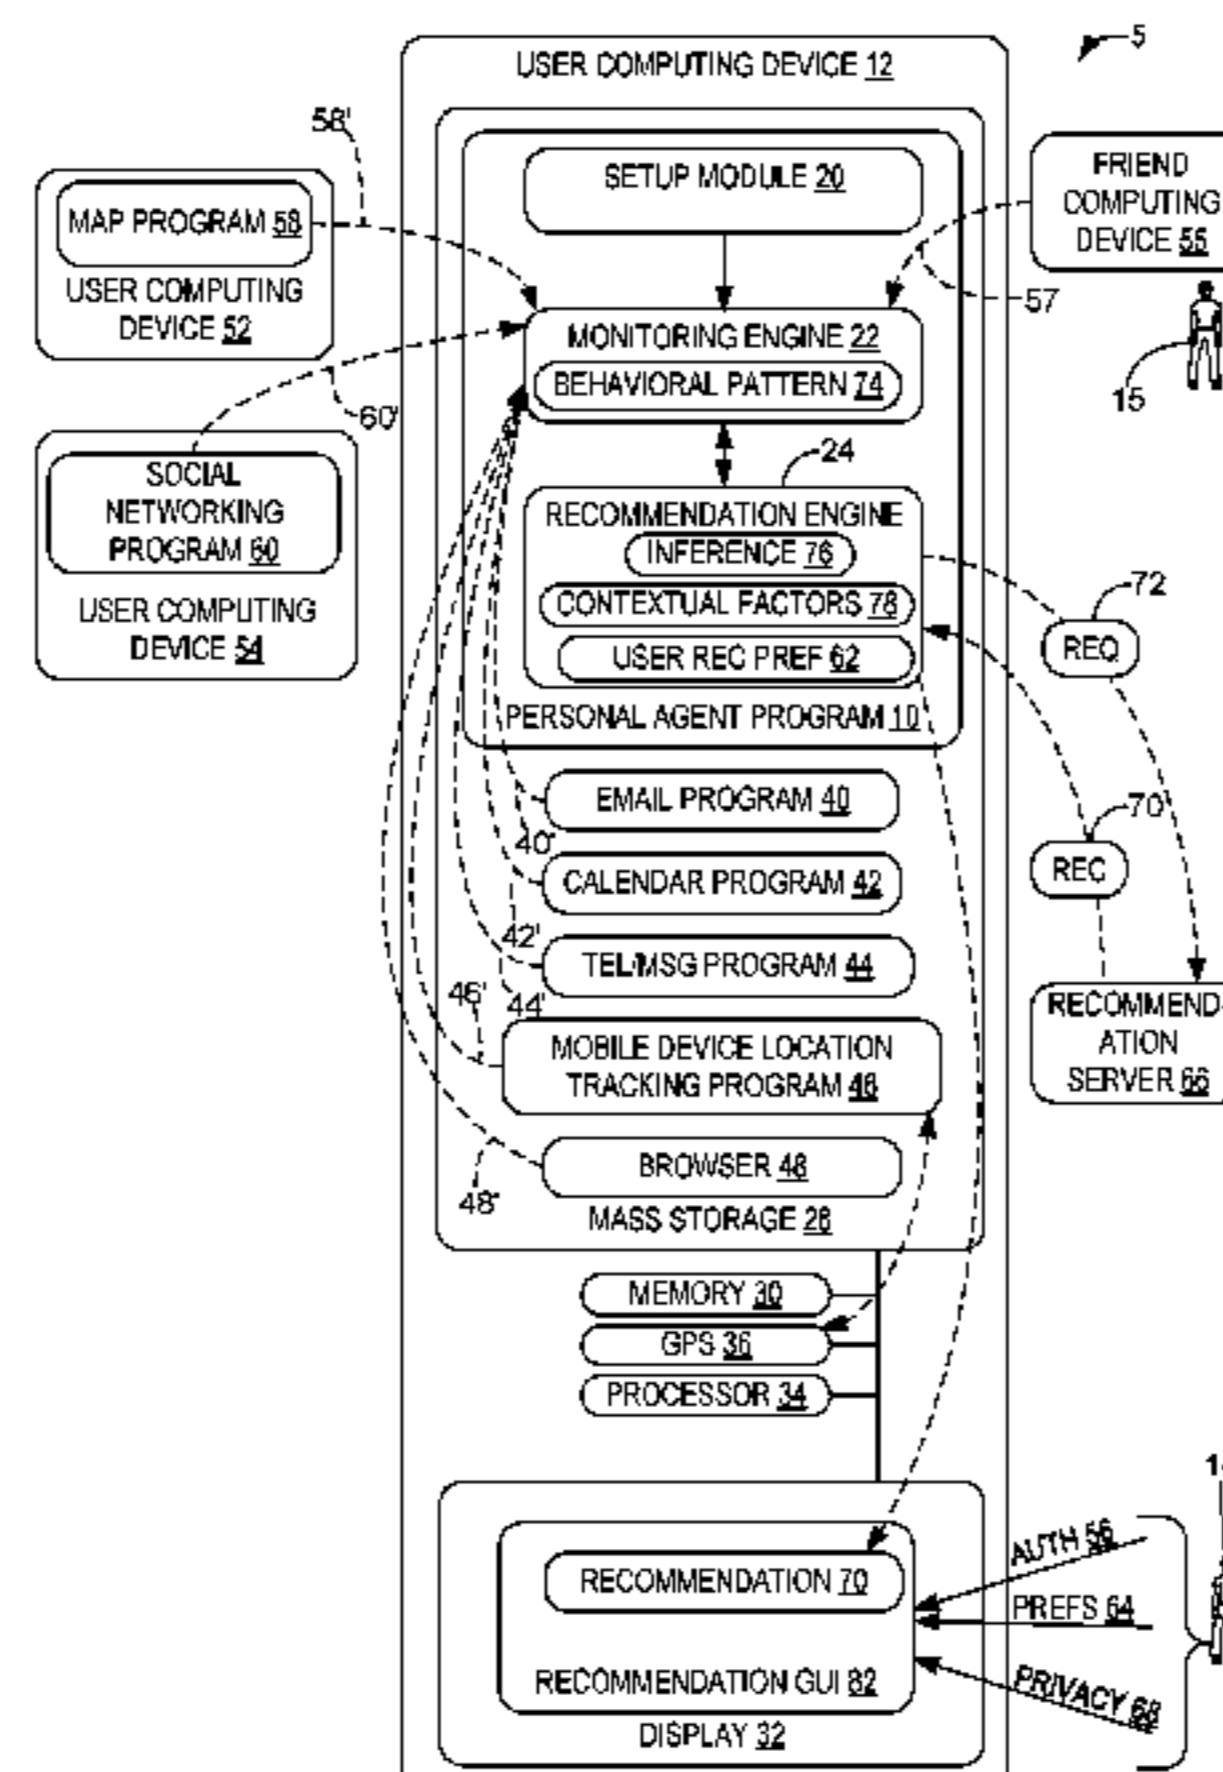 USER COMPUTING DEVICE 12
5
58'
SETUP MODULE 20
FRIEND
COMPUTING
DEVICE 55
MAP PROGRAM 58
USER COMPUTING
DEVICE 52
57
MONITORING ENGINE 22
BEHAVIORAL PATTERN 74
15
60'
24
SOCIAL
NETWORKING
PROGRAM 60
USER COMPUTING
DEVICE 54
RECOMMENDATION ENGINE
INFERENCE 76
CONTEXTUAL FACTORS 78
USER REC PREF 62
PERSONAL AGENT PROGRAM 10
72
REQ
EMAIL PROGRAM 40
40'
70
REC
CALENDAR PROGRAM 42
42'
TEL/MSG PROGRAM 44
44'
46'
MOBILE DEVICE LOCATION
TRACKING PROGRAM 46
RECOMMEND-
ATION
SERVER 66
BROWSER 48
48'
MASS STORAGE 28
MEMORY 30
GPS 36
PROCESSOR 34
AUTH 56
RECOMMENDATION 70
PREFS 64
RECOMMENDATION GUI 82
PRIVACY 68
DISPLAY 32